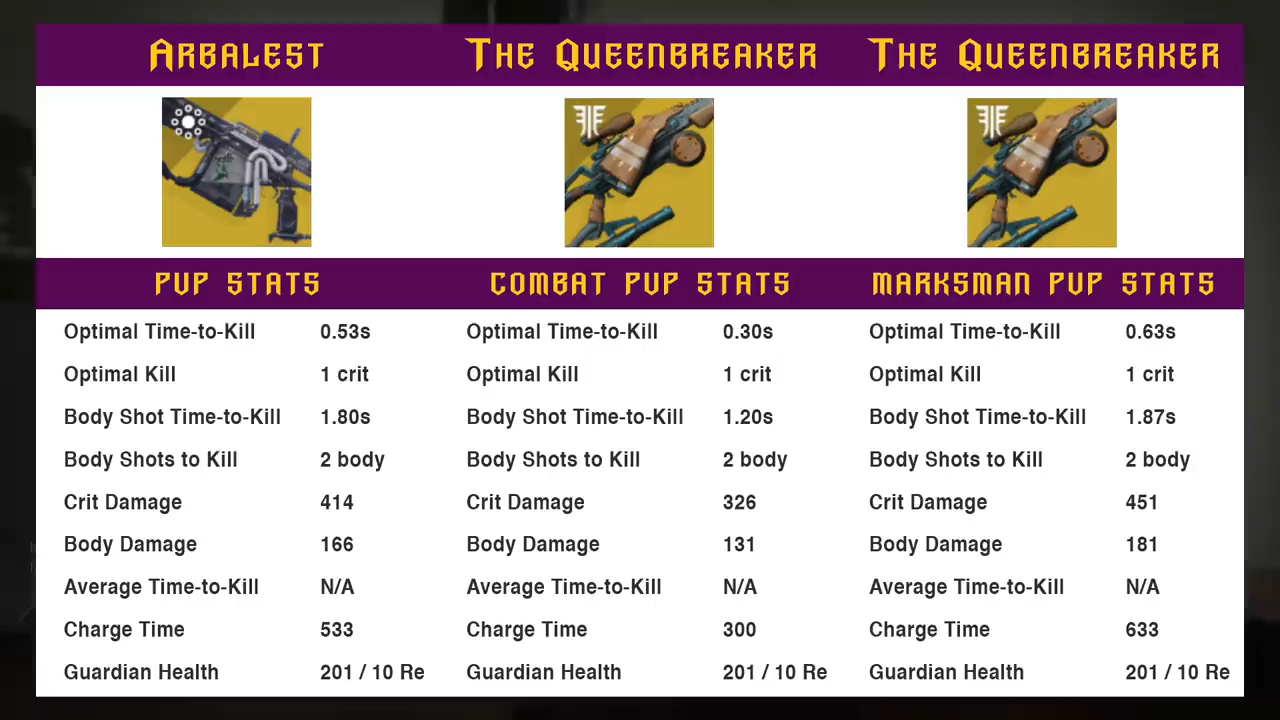 Arbalest The Queenbreaker The Queenbreaker
PVP Stats Combat PVP Stats Marksman PVP Stats
Optimal Time-to-Kill 0.53s Optimal Time-to-Kill 0.30s Optimal Time-to-Kill 0.63s
Optimal Kill 1 crit Optimal Kill 1 crit Optimal Kill 1 crit
Body Shot Time-to-Kill 1.80s Body Shot Time-to-Kill 1.20s Body Shot Time-to-Kill 1.87s
Body Shots to Kill 2 body Body Shots to Kill 2 body Body Shots to Kill 2 body
Crit Damage 414 Crit Damage 326 Crit Damage 451
Body Damage 166 Body Damage 131 Body Damage 181
Average Time-to-Kill N/A Average Time-to-Kill N/A Average Time-to-Kill N/A
Charge Time 533 Charge Time 300 Charge Time 633
Guardian Health 201 / 10 Re Guardian Health 201 / 10 Re Guardian Health 201 / 10 Re